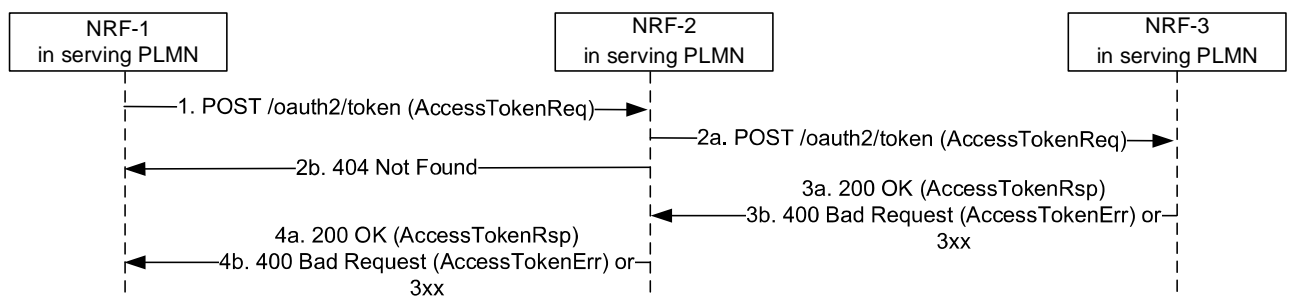 NRF-1
in serving PLMN
NRF-2
in serving PLMN
NRF-3
in serving PLMN
1. POST /oauth2/token (AccessTokenReq)
2a. POST /oauth2/token (AccessTokenReq)
2b. 404 Not Found
3a. 200 OK (AccessTokenRsp)
3b. 400 Bad Request (AccessTokenErr) or
3xx
4a. 200 OK (AccessTokenRsp)
4b. 400 Bad Request (AccessTokenErr) or
3xx